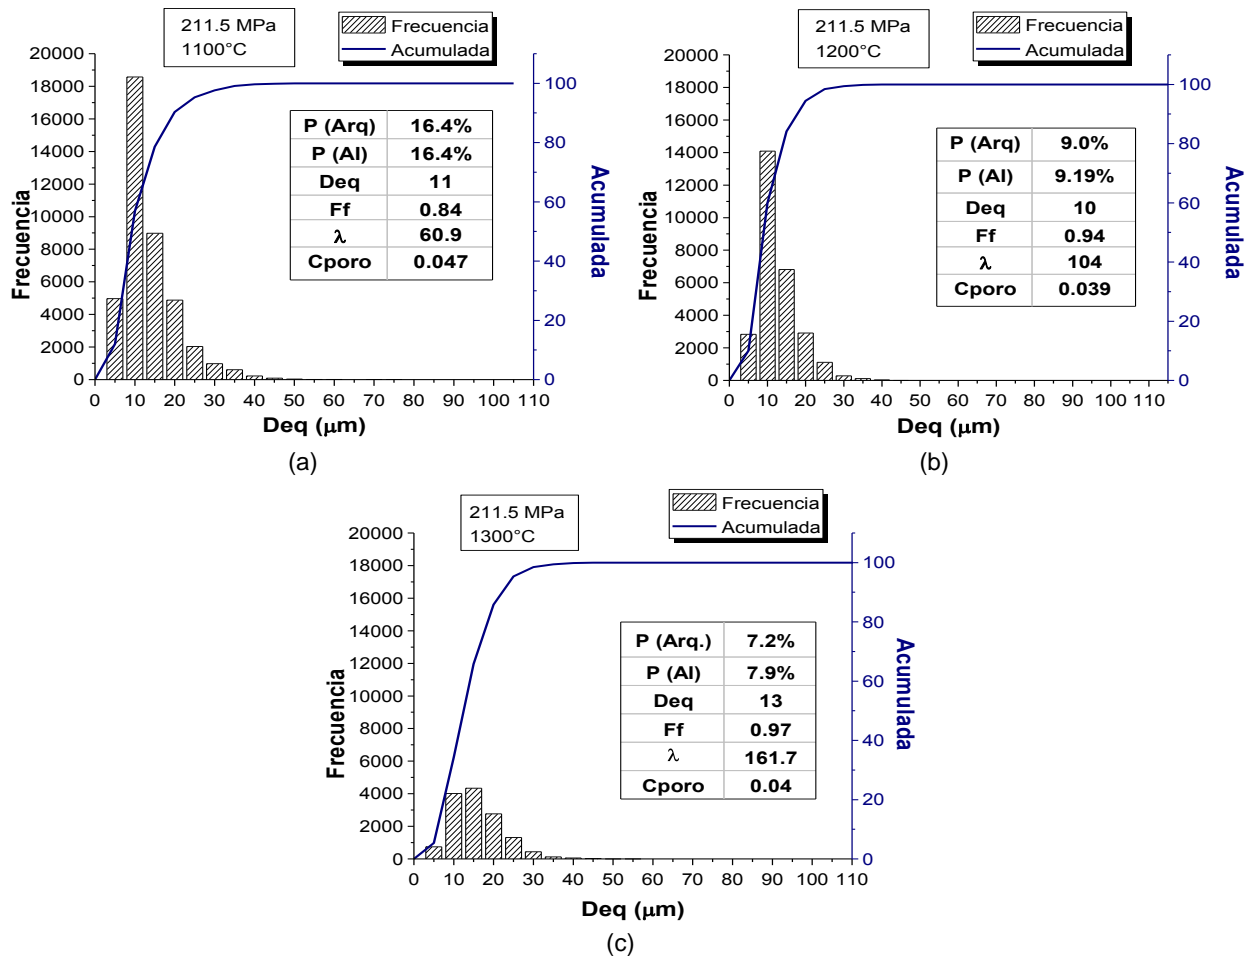 211.5 MPa
1100°C
Frecuencia
Acumulada
20000
18000
16000
14000
12000
10000
8000
6000
4000
2000
0
Frecuencia
100
80
60
40
20
0
Acumulada
P (Arq) 16.4%
P (AI) 16.4%
Deq 11
Ff 0.84
λ 60.9
Cporo 0.047
0 10 20 30 40 50 60 70 80 90 100 110
Deq (μm)
(a)
211.5 MPa
1200°C
Frecuencia
Acumulada
20000
18000
16000
14000
12000
10000
8000
6000
4000
2000
0
Frecuencia
100
80
60
40
20
0
Acumulada
P (Arq) 9.0%
P (AI) 9.19%
Deq 10
Ff 0.94
λ 104
Cporo 0.039
0 10 20 30 40 50 60 70 80 90 100 110
Deq (μm)
(b)
211.5 MPa
1300°C
Frecuencia
Acumulada
20000
18000
16000
14000
12000
10000
8000
6000
4000
2000
0
Frecuencia
100
80
60
40
20
0
Acumulada
P (Arq.) 7.2%
P (AI) 7.9%
Deq 13
Ff 0.97
λ 161.7
Cporo 0.04
0 10 20 30 40 50 60 70 80 90 100 110
Deq (μm)
(c)